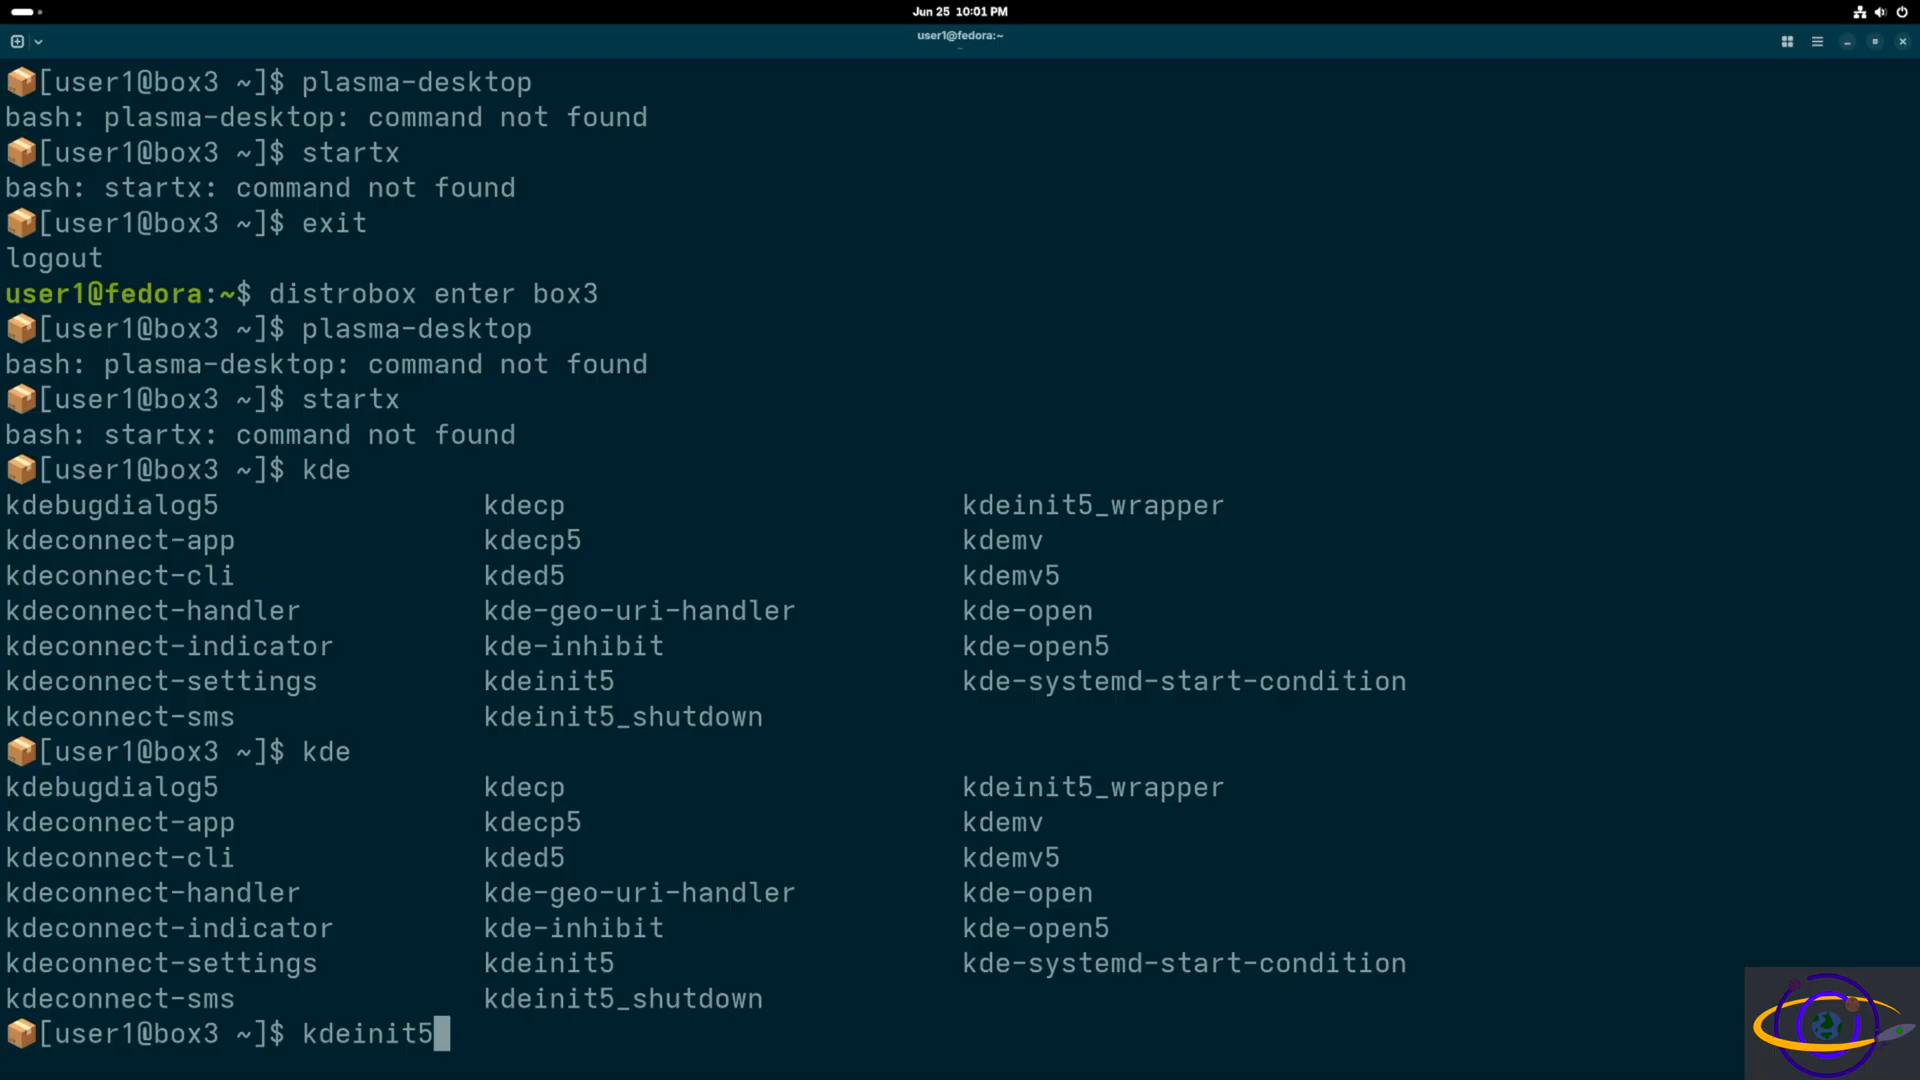 Jun 25 10:01 PM
user1@fedora:~
~
[user1@box3 ~]$ plasma-desktop
bash: plasma-desktop: command not found
[user1@box3 ~]$ startx
bash: startx: command not found
[user1@box3 ~]$ exit
logout
user1@fedora:~$ distrobox enter box3
[user1@box3 ~]$ plasma-desktop
bash: plasma-desktop: command not found
[user1@box3 ~]$ startx
bash: startx: command not found
[user1@box3 ~]$ kde
kdebugdialog5 kdecp kdeinit5_wrapper
kdeconnect-app kdecp5 kdemv
kdeconnect-cli kded5 kdemv5
kdeconnect-handler kde-geo-uri-handler kde-open
kdeconnect-indicator kde-inhibit kde-open5
kdeconnect-settings kdeinit5 kde-systemd-start-condition
kdeconnect-sms kdeinit5_shutdown
[user1@box3 ~]$ kde
kdebugdialog5 kdecp kdeinit5_wrapper
kdeconnect-app kdecp5 kdemv
kdeconnect-cli kded5 kdemv5
kdeconnect-handler kde-geo-uri-handler kde-open
kdeconnect-indicator kde-inhibit kde-open5
kdeconnect-settings kdeinit5 kde-systemd-start-condition
kdeconnect-sms kdeinit5_shutdown
[user1@box3 ~]$ kdeinit5